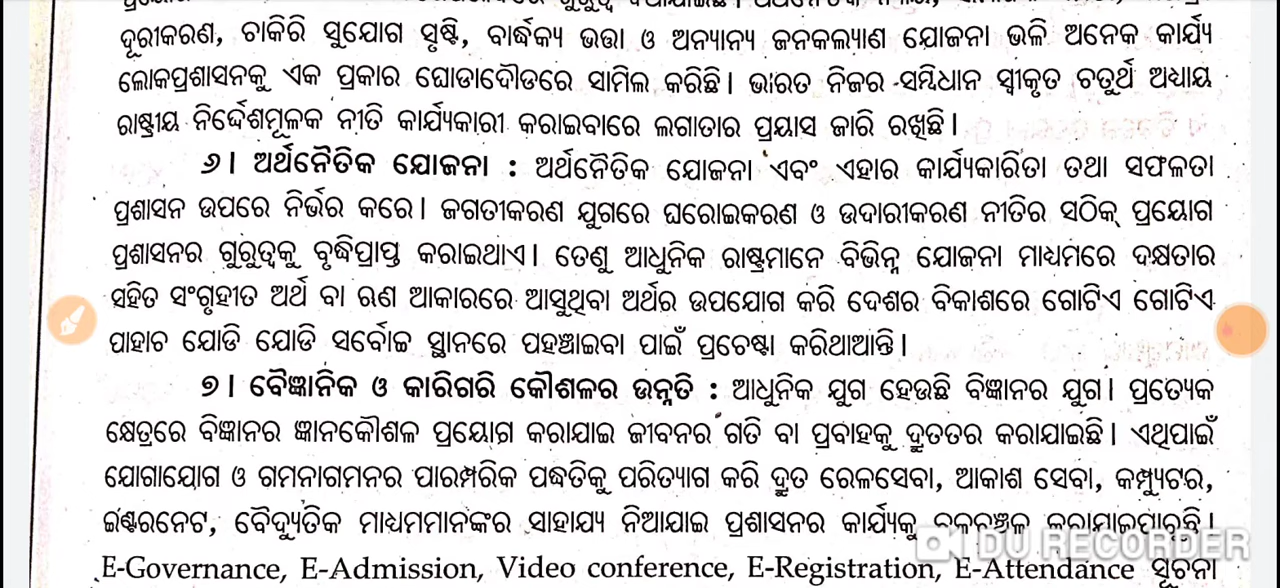 ଦୂରୀକରଣ, ଚାକିରି ସୁଯୋଗ ସୃଷ୍ଟି, ବାର୍ଦ୍ଧକ୍ୟ ଭତ୍ତା ଓ ଅନ୍ୟାନ୍ୟ ଜନକଲ୍ୟାଣ ଯୋଜନା ଭଳି ଅନେକ କାର୍ଯ୍ୟ
ଲୋକପ୍ରଶାସନକୁ ଏକ ପ୍ରକାର ଘୋଡାଦୌଡରେ ସାମିଲ କରିଛି। ଭାରତ ନିଜର ସମ୍ବିଧାନ ସ୍ୱୀକୃତ ଚତୁର୍ଥ ଅଧ୍ୟାୟ
ରାଷ୍ଟ୍ରୀୟ ନିର୍ଦ୍ଦେଶମୂଳକ ନୀତି କାର୍ଯ୍ୟକାରୀ କରାଇବାରେ ଲଗାତାର ପ୍ରୟାସ ଜାରି ରଖିଛି।
୬। ଅର୍ଥନୈତିକ ଯୋଜନା : ଅର୍ଥନୈତିକ ଯୋଜନା ଏବଂ ଏହାର କାର୍ଯ୍ୟକାରିତା ତଥା ସଫଳତା
ପ୍ରଶାସନ ଉପରେ ନିର୍ଭର କରେ। ଜଗତୀକରଣ ଯୁଗରେ ଘରୋଇକରଣ ଓ ଉଦାରୀକରଣ ନୀତିର ସଠିକ୍ ପ୍ରୟୋଗ
ପ୍ରଶାସନର ଗୁରୁତ୍ୱକୁ ବୃଦ୍ଧିପ୍ରାପ୍ତ କରାଇଥାଏ। ତେଣୁ ଆଧୁନିକ ରାଷ୍ଟ୍ରମାନେ ବିଭିନ୍ନ ଯୋଜନା ମାଧ୍ୟମରେ ଦକ୍ଷତାର
ସହିତ ସଂଗୃହୀତ ଅର୍ଥ ବା ଋଣ ଆକାରରେ ଆସୁଥିବା ଅର୍ଥର ଉପଯୋଗ କରି ଦେଶର ବିକାଶରେ ଗୋଟିଏ ଗୋଟିଏ
ପାହାଚ ଯୋଡି ଯୋଡି ସର୍ବୋଚ୍ଚ ସ୍ଥାନରେ ପହଞ୍ଚାଇବା ପାଇଁ ପ୍ରଚେଷ୍ଟା କରିଥାଆନ୍ତି।
୭। ବୈଜ୍ଞାନିକ ଓ କାରିଗରି କୌଶଳର ଉନ୍ନତି : ଆଧୁନିକ ଯୁଗ ହେଉଛି ବିଜ୍ଞାନର ଯୁଗ। ପ୍ରତ୍ୟେକ
କ୍ଷେତ୍ରରେ ବିଜ୍ଞାନର ଜ୍ଞାନକୌଶଳ ପ୍ରୟୋଗ କରାଯାଇ ଜୀବନର ଗତି ବା ପ୍ରବାହକୁ ଦ୍ରୁତତର କରାଯାଇଛି। ଏଥିପାଇଁ
ଯୋଗାଯୋଗ ଓ ଗମନାଗମନର ପାରମ୍ପରିକ ପଦ୍ଧତିକୁ ପରିତ୍ୟାଗ କରି ଦ୍ରୁତ ରେଳସେବା, ଆକାଶ ସେବା, କମ୍ପ୍ୟୁଟର,
ଇଣ୍ଟରନେଟ, ବୈଦ୍ୟୁତିକ ମାଧ୍ୟମମାନଙ୍କର ସାହାଯ୍ୟ ନିଆଯାଇ ପ୍ରଶାସନର କାର୍ଯ୍ୟକୁ
DU RECORDER
E-Governance, E-Admission, Video conference, E-Registration, E-Attendance ସୂଚନା